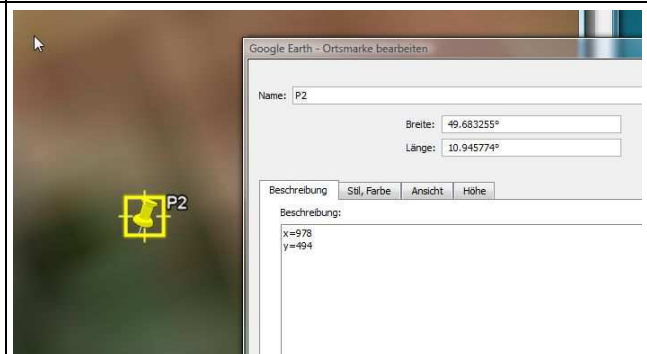 Google Earth - Ortsmarke bearbeiten
Name: P2
Breite: 49.683255°
Länge: 10.945774°
P2
Beschreibung Stil, Farbe Ansicht Höhe
Beschreibung:
x=978
y=494